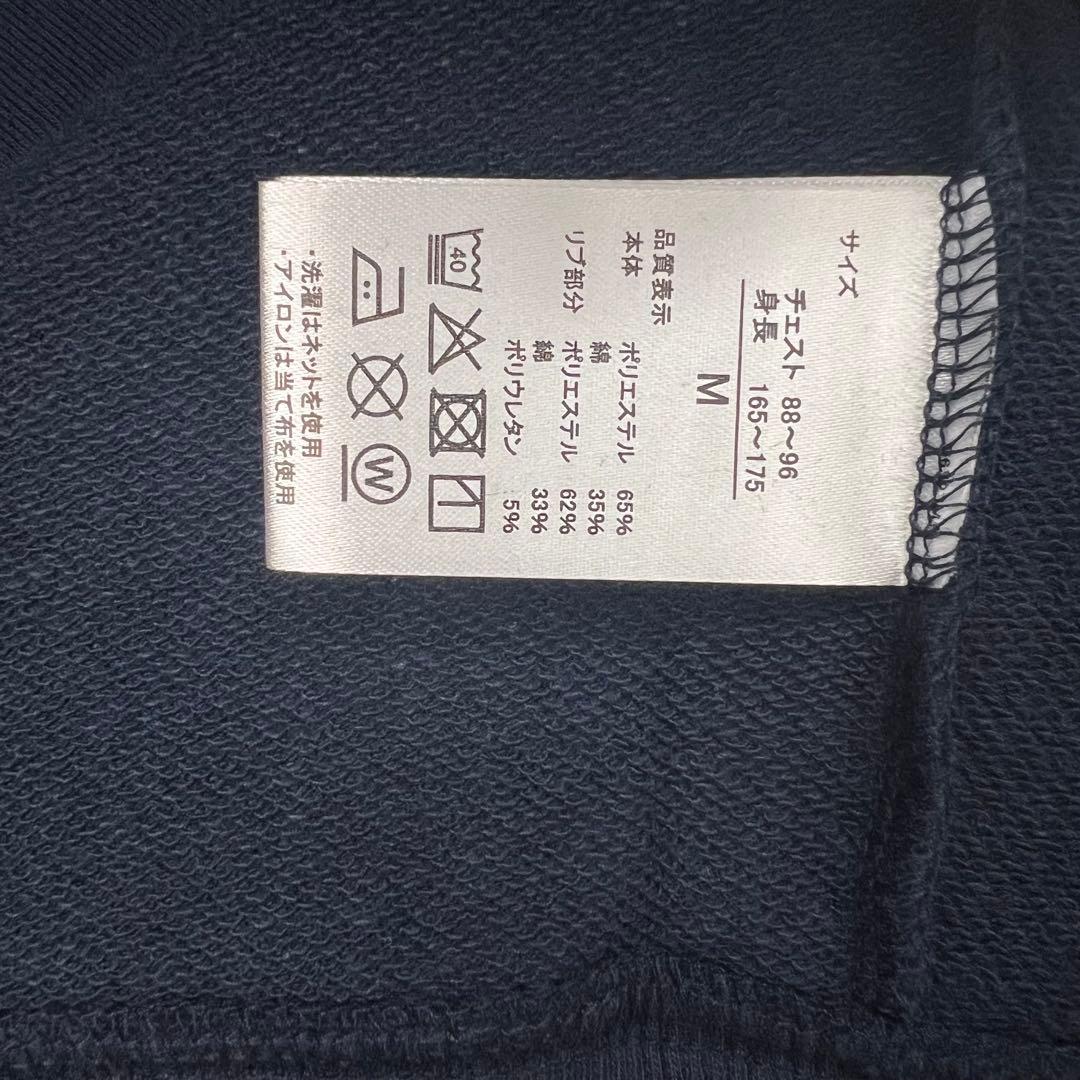 サイズ
チェスト 88〜96
身長 165〜175
M
品質表示
本体 ポリエステル 65%
綿 35%
リブ部分 ポリエステル 62%
綿 33%
ポリウレタン 5%
40
W
・洗濯はネットを使用
・アイロンは当て布を使用